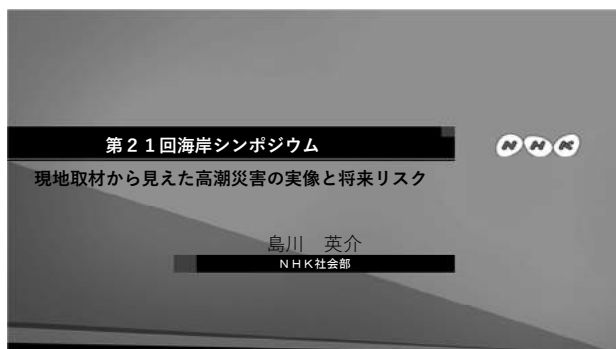 第２１回海岸シンポジウム
NHK
現地取材から見えた高潮災害の実像と将来リスク
島川　英介
ＮＨＫ社会部